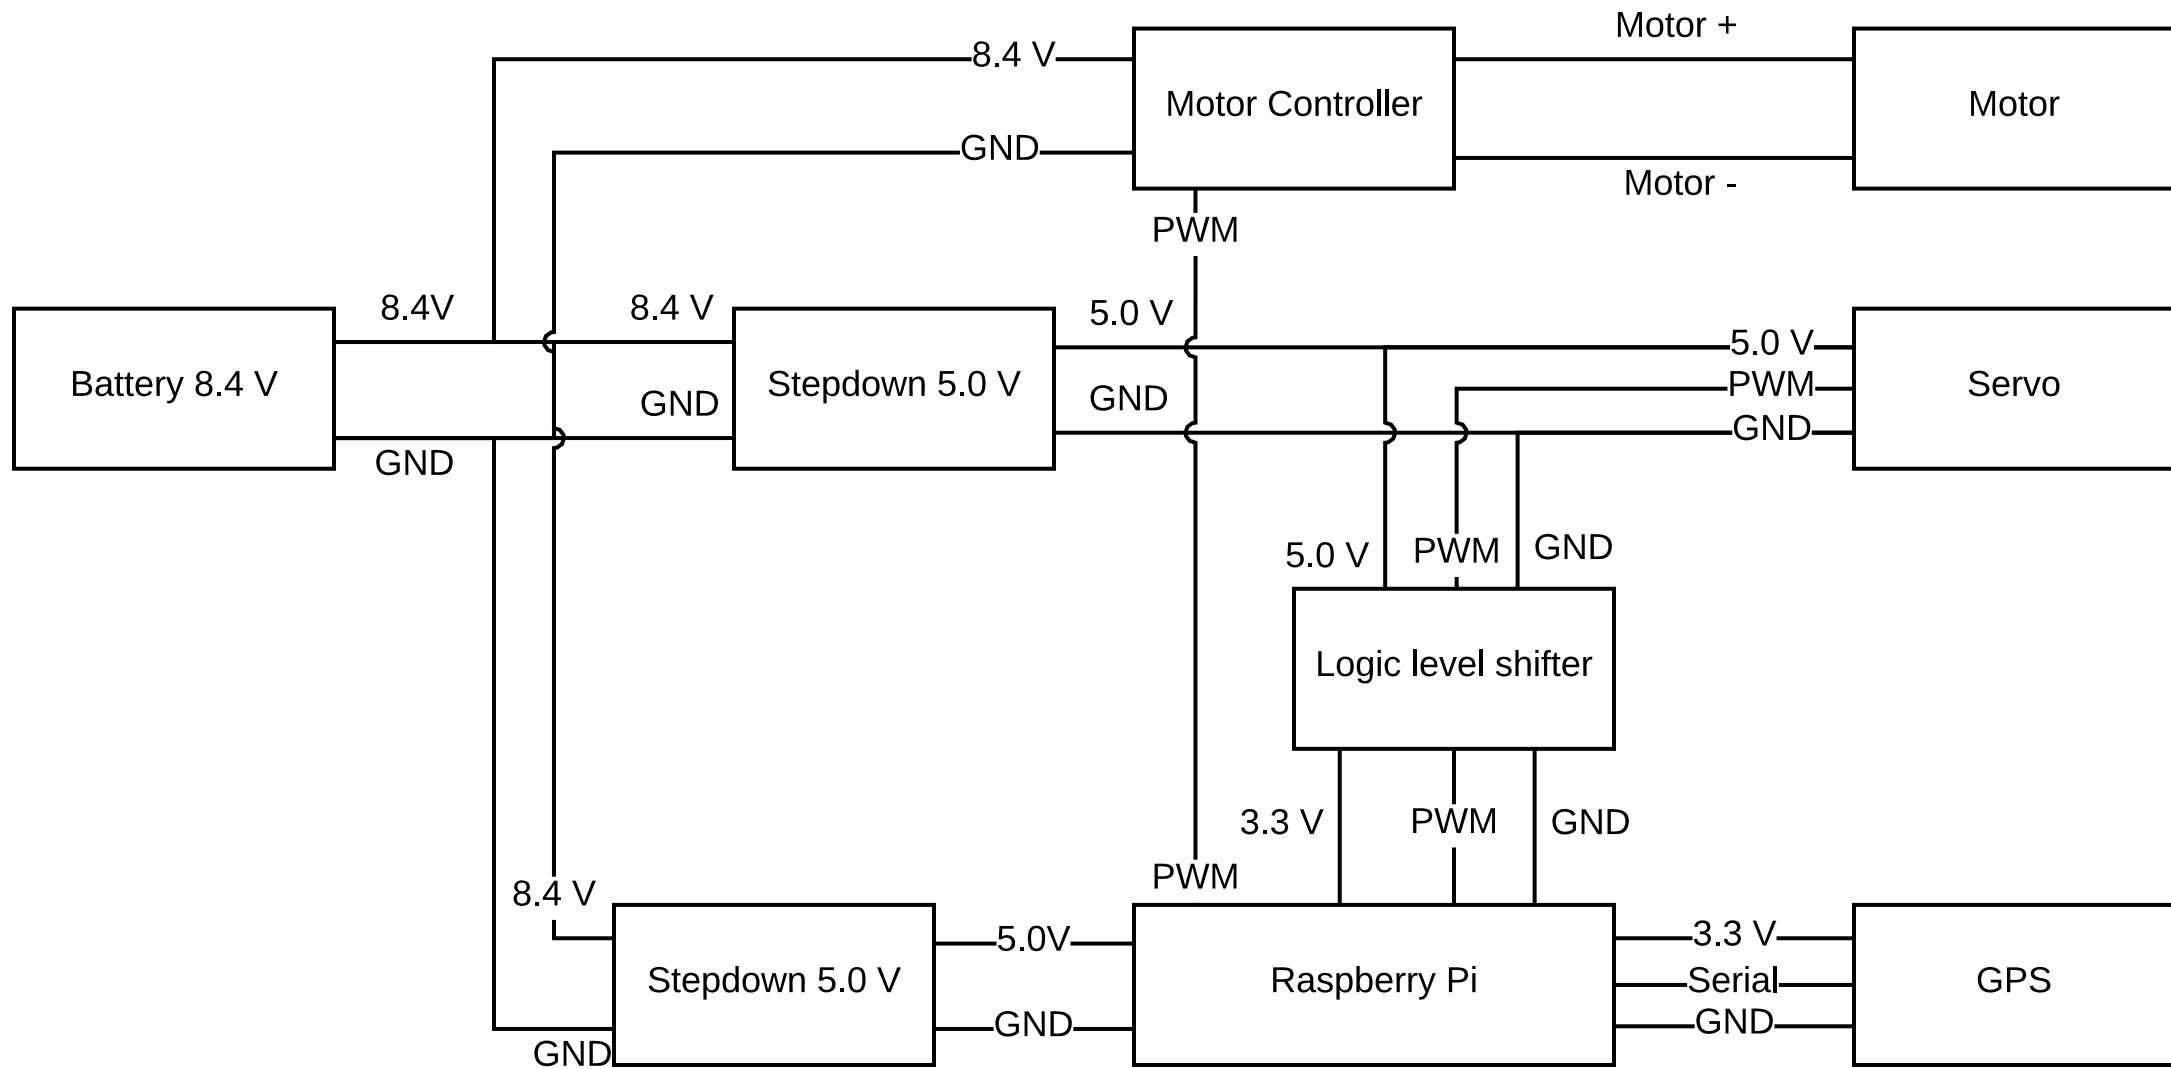 Motor +
8.4 V
Motor Controller
Motor
GND
Motor -
PWM
8.4V
8.4 V
5.0 V
5.0 V
Battery 8.4 V
Stepdown 5.0 V
PWM
Servo
GND
GND
GND
GND
5.0 V
PWM
GND
Logic level shifter
3.3 V
PWM
GND
PWM
8.4 V
5.0V
3.3 V
Stepdown 5.0 V
Raspberry Pi
Serial
GPS
GND
GND
GND